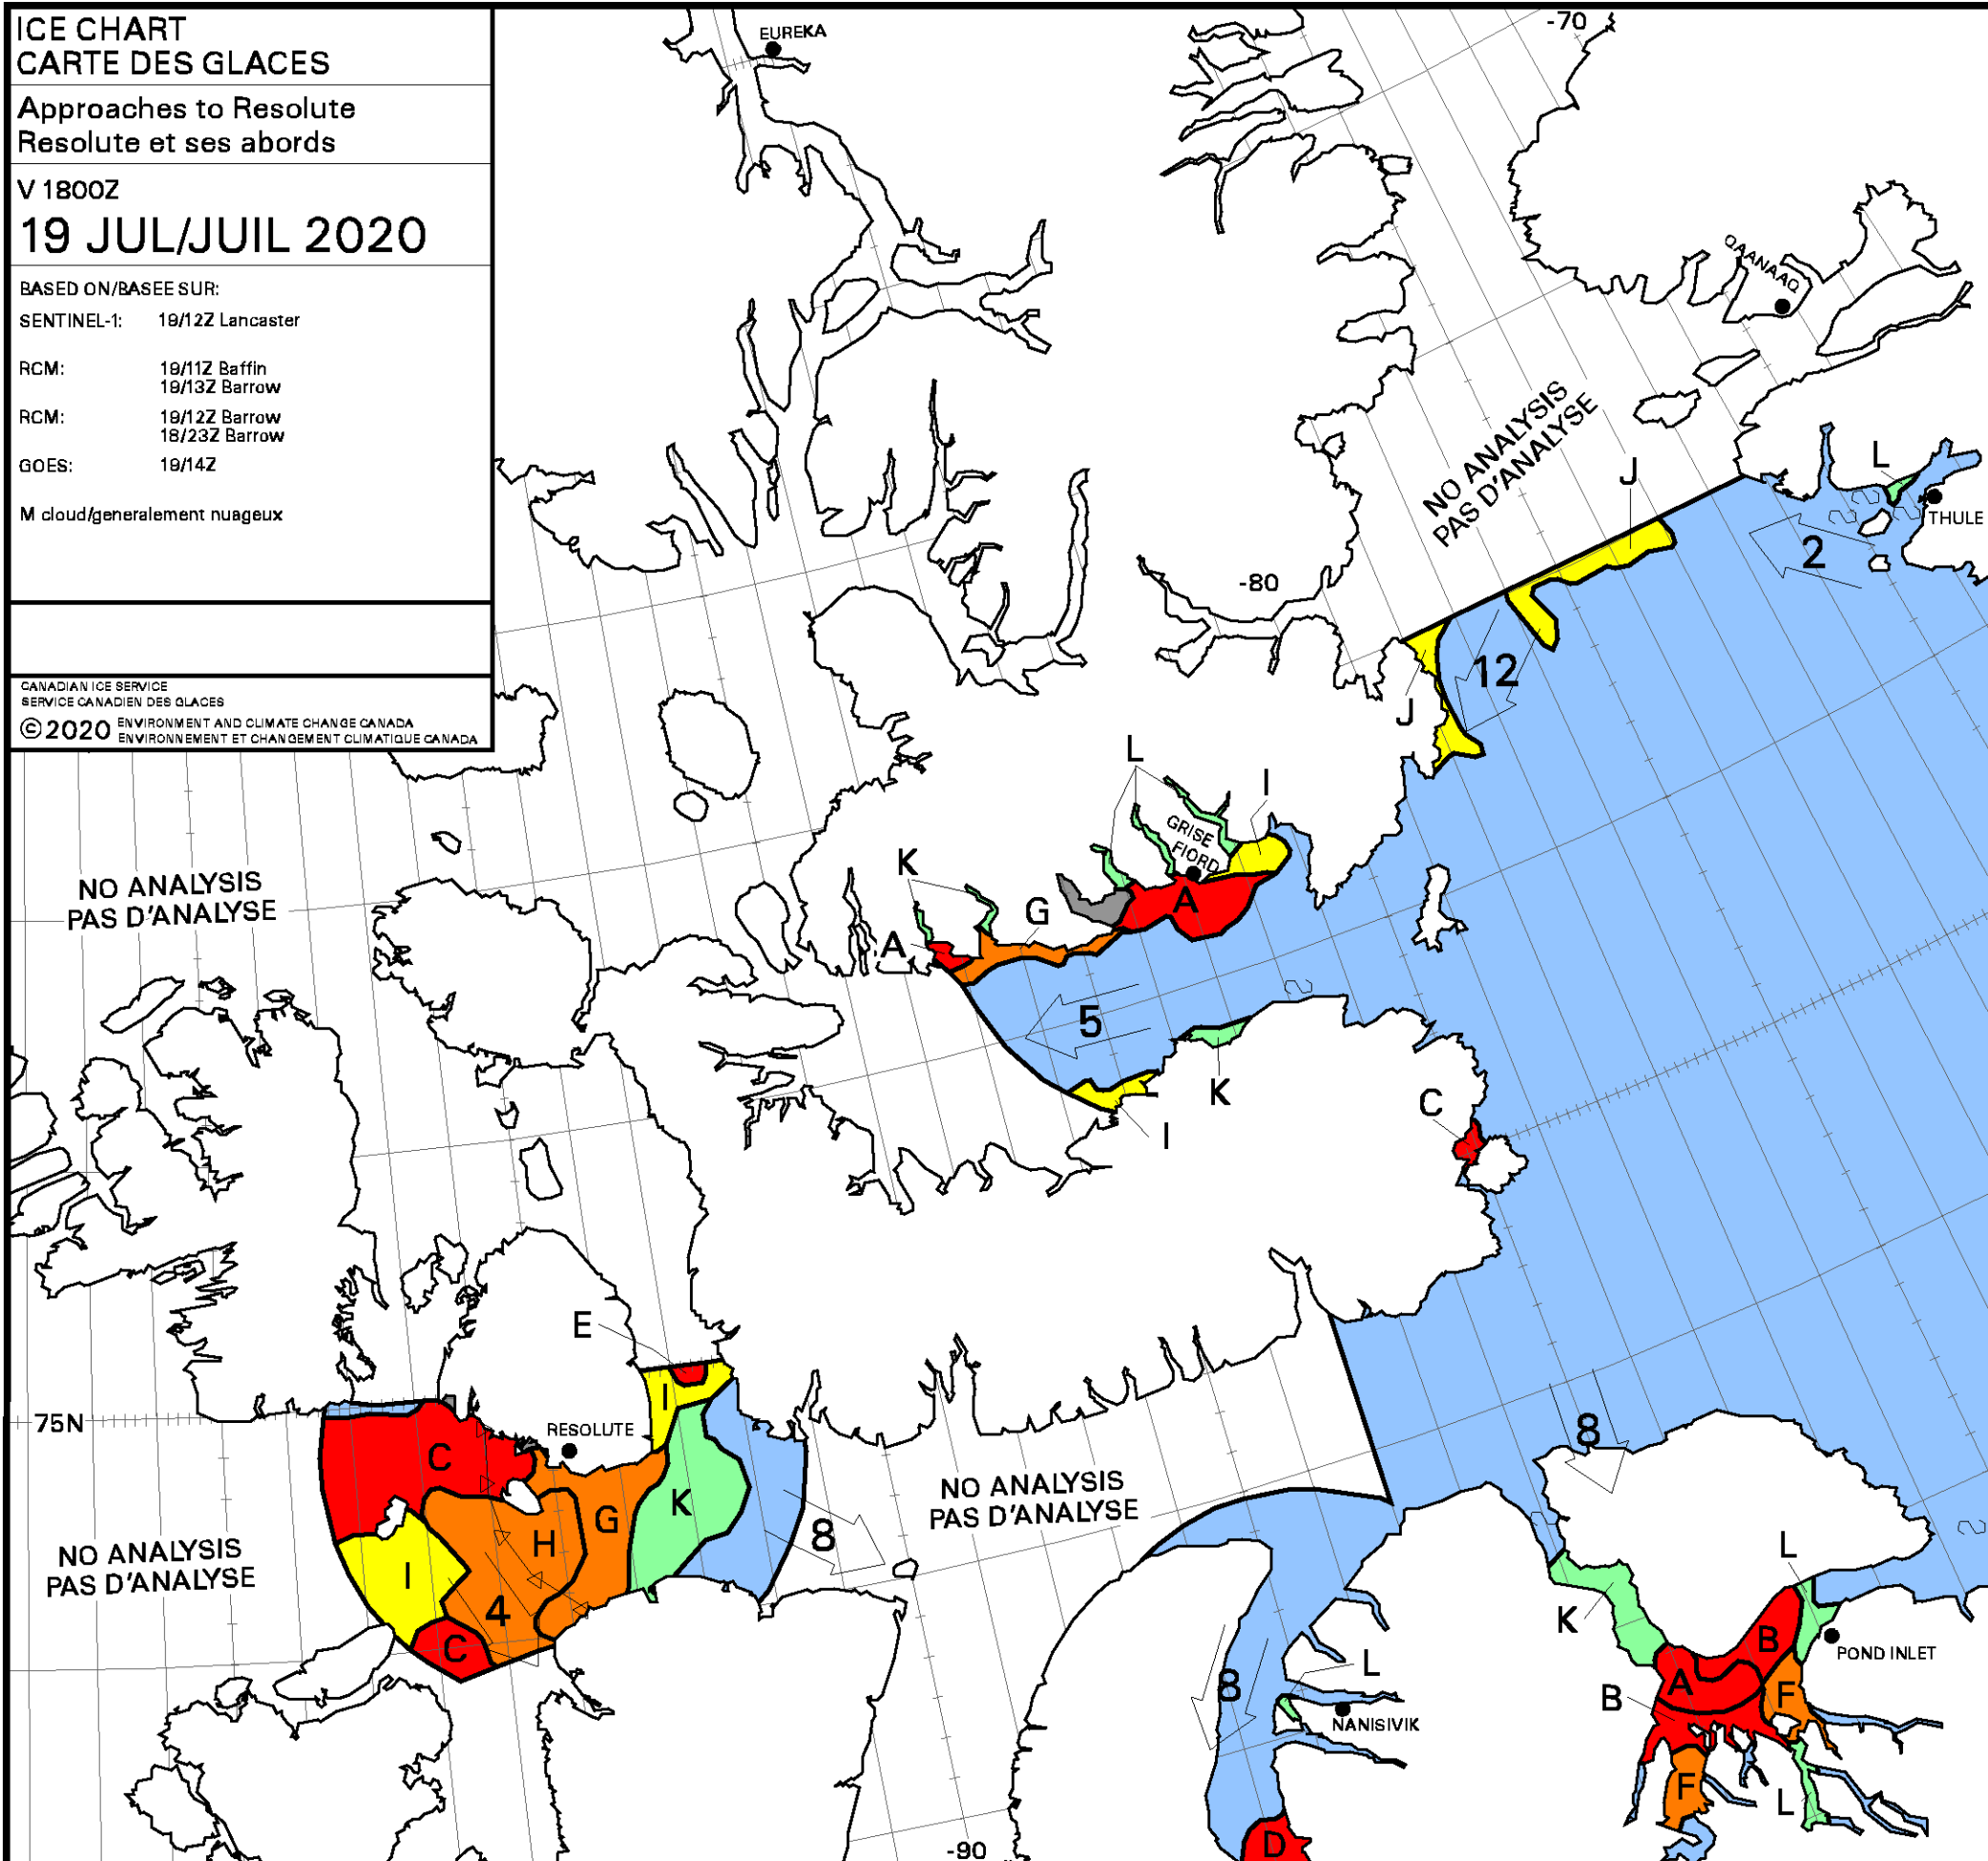 ICE CHART
CARTE DES GLACES
Approaches to Resolute
Resolute et ses abords
V 1800Z
19 JUL/JUIL 2020
BASED ON/BASEE SUR:
SENTINEL-1: 19/12Z Lancaster
RCM: 19/11Z Baffin
19/13Z Barrow
RCM: 19/12Z Barrow
18/23Z Barrow
GOES: 19/14Z
M cloud/generalement nuageux
CANADIAN ICE SERVICE
SERVICE CANADIEN DES GLACES
© 2020 ENVIRONMENT AND CLIMATE CHANGE CANADA
ENVIRONNEMENT ET CHANGEMENT CLIMATIQUE CANADA
EUREKA
-70
QAANAAQ
NO ANALYSIS
PAS D'ANALYSE
J
L
THULE
2
-80
12
J
L
I
GRISE
FIORD
K
G
A
A
NO ANALYSIS
PAS D'ANALYSE
5
K
I
C
E
I
75N
RESOLUTE
C
K
G
H
I
4
C
8
NO ANALYSIS
PAS D'ANALYSE
NO ANALYSIS
PAS D'ANALYSE
8
L
K
B
POND INLET
A
B
F
L
8
NANISIVIK
F
L
D
-90